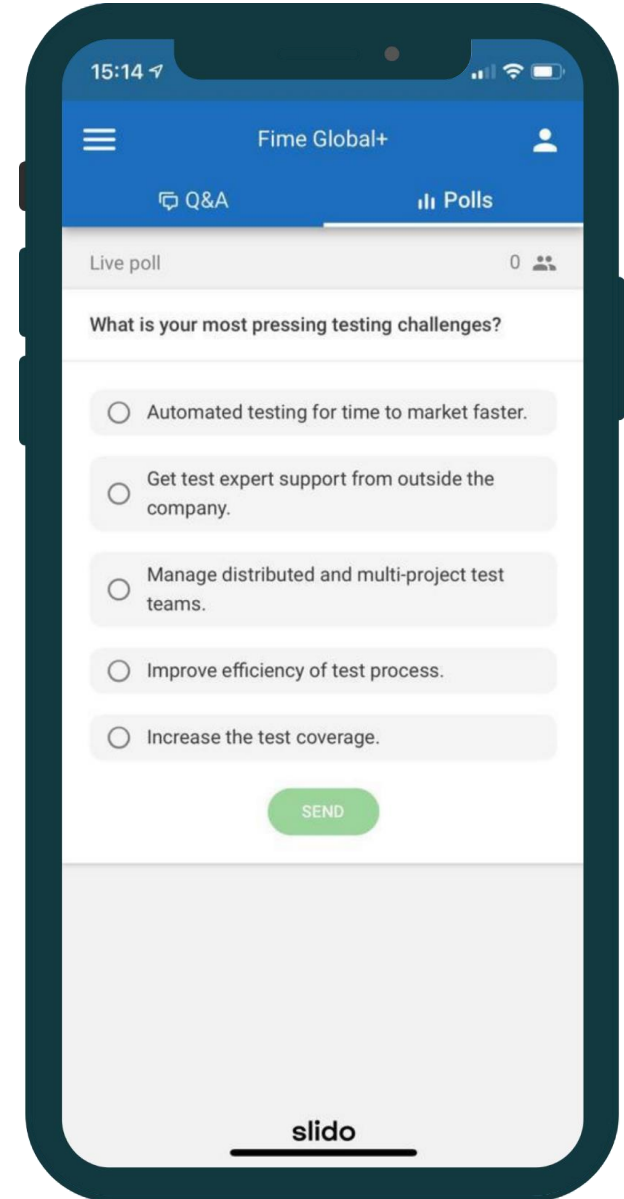 15:14
Fime Global+
Q&A
Polls
Live poll
0
What is your most pressing testing challenges?
Automated testing for time to market faster.
Get test expert support from outside the
company.
Manage distributed and multi-project test
teams.
Improve efficiency of test process.
Increase the test coverage.
SEND
slido